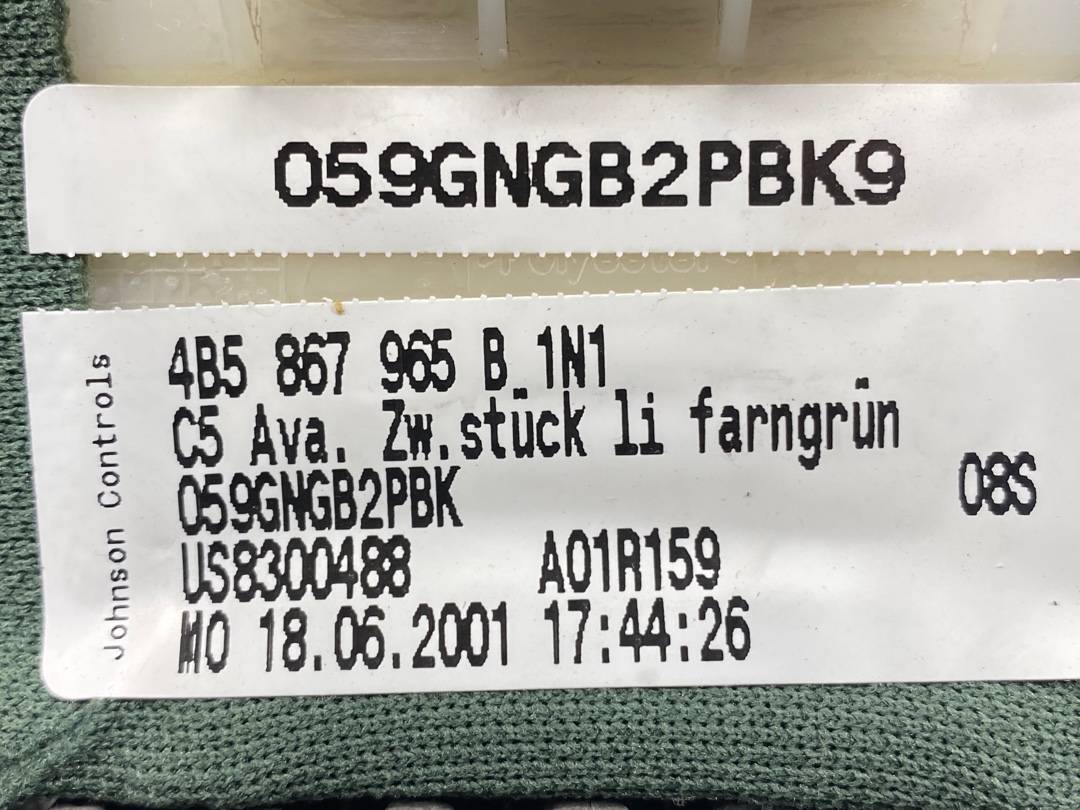 059GNGB2PBK9
>Polyester<
Johnson Controls
4B5 867 965 B 1N1
C5 Ava. Zw.stück li farngrün
059GNGB2PBK 08S
US8300488 A01R159
MO 18.06.2001 17:44:26